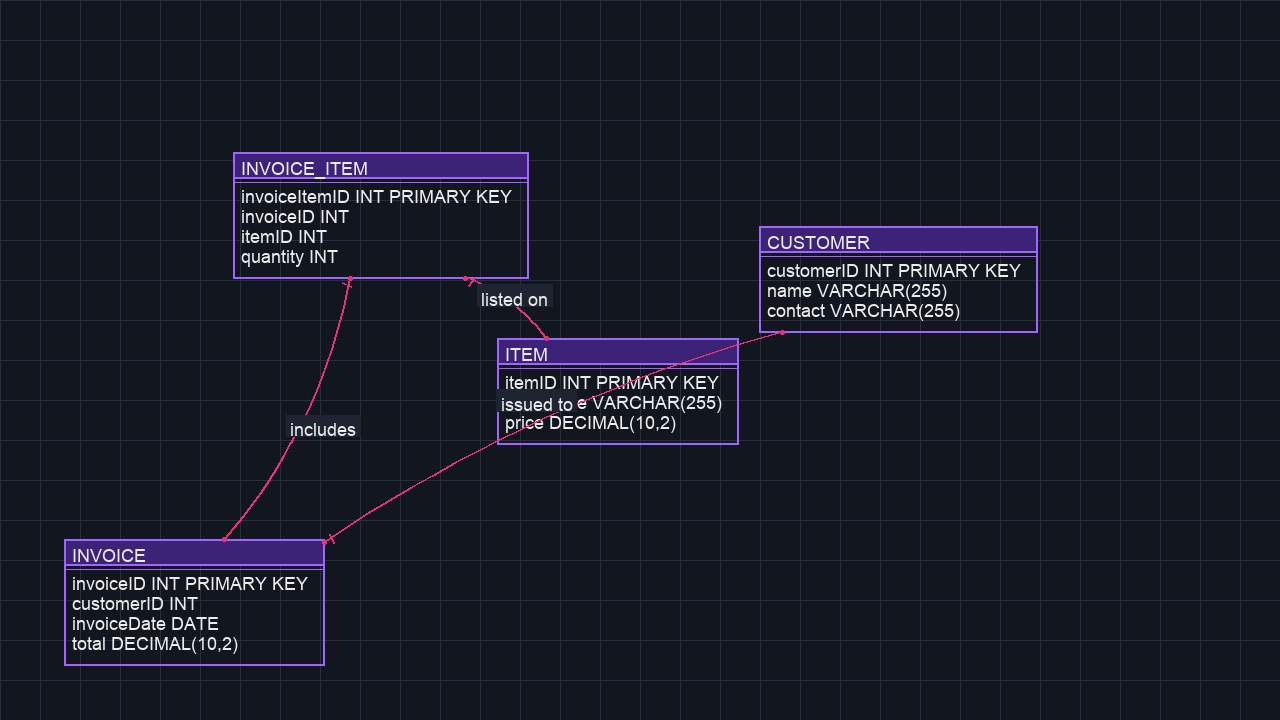 INVOICE_ITEM
invoiceItemID INT PRIMARY KEY
invoiceID INT
itemID INT
quantity INT
CUSTOMER
customerID INT PRIMARY KEY
name VARCHAR(255)
contact VARCHAR(255)
listed on
ITEM
itemID INT PRIMARY KEY
issued to
VARCHAR(255)
price DECIMAL(10,2)
includes
INVOICE
invoiceID INT PRIMARY KEY
customerID INT
invoiceDate DATE
total DECIMAL(10,2)